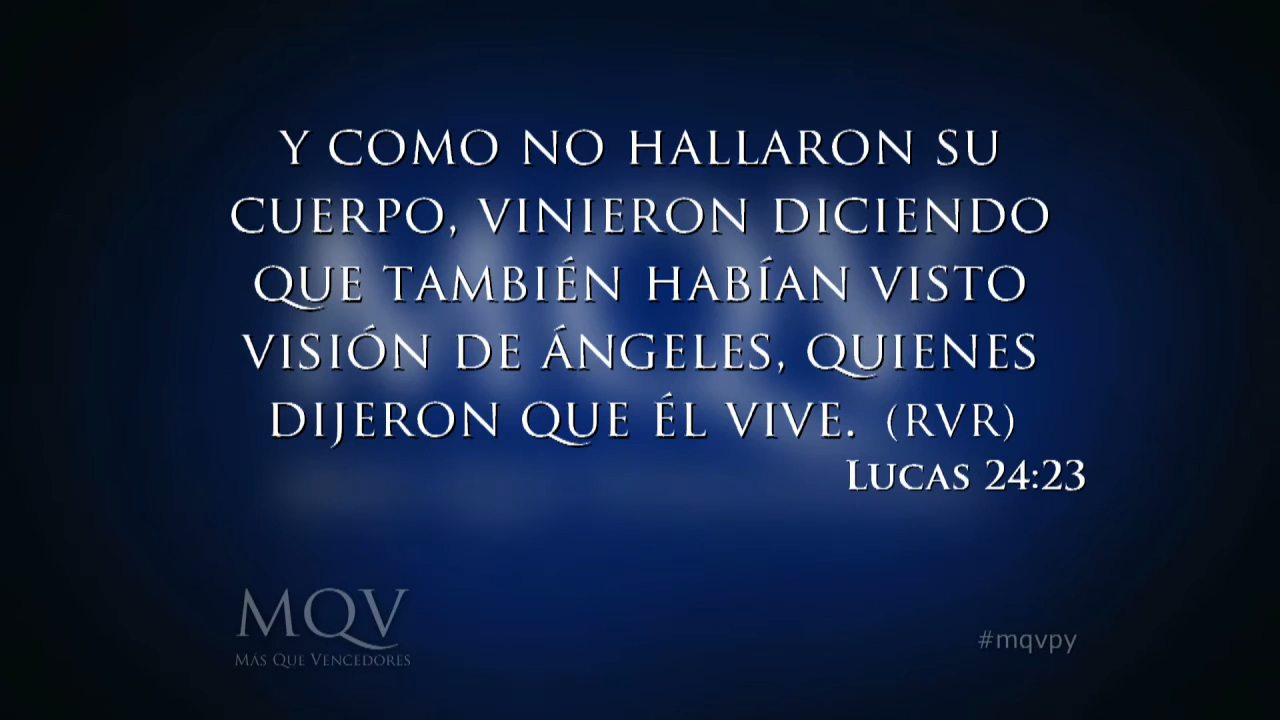 Y COMO NO HALLARON SU
CUERPO, VINIERON DICIENDO
QUE TAMBIÉN HABÍAN VISTO
VISIÓN DE ÁNGELES, QUIENES
DIJERON QUE ÉL VIVE. (RVR)
LUCAS 24:23
MQV
MÁS QUE VENCEDORES
#mqvpy